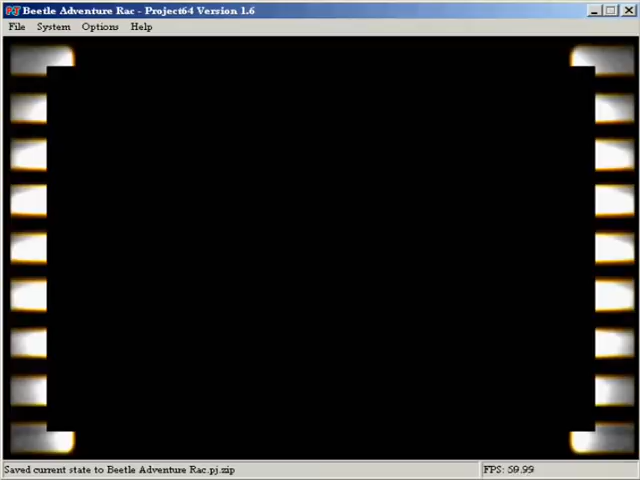 Beetle Adventure Rac - Project64 Version 1.6
File System Options Help
Saved current state to Beetle Adventure Rac.pj.zip FPS: 59.99